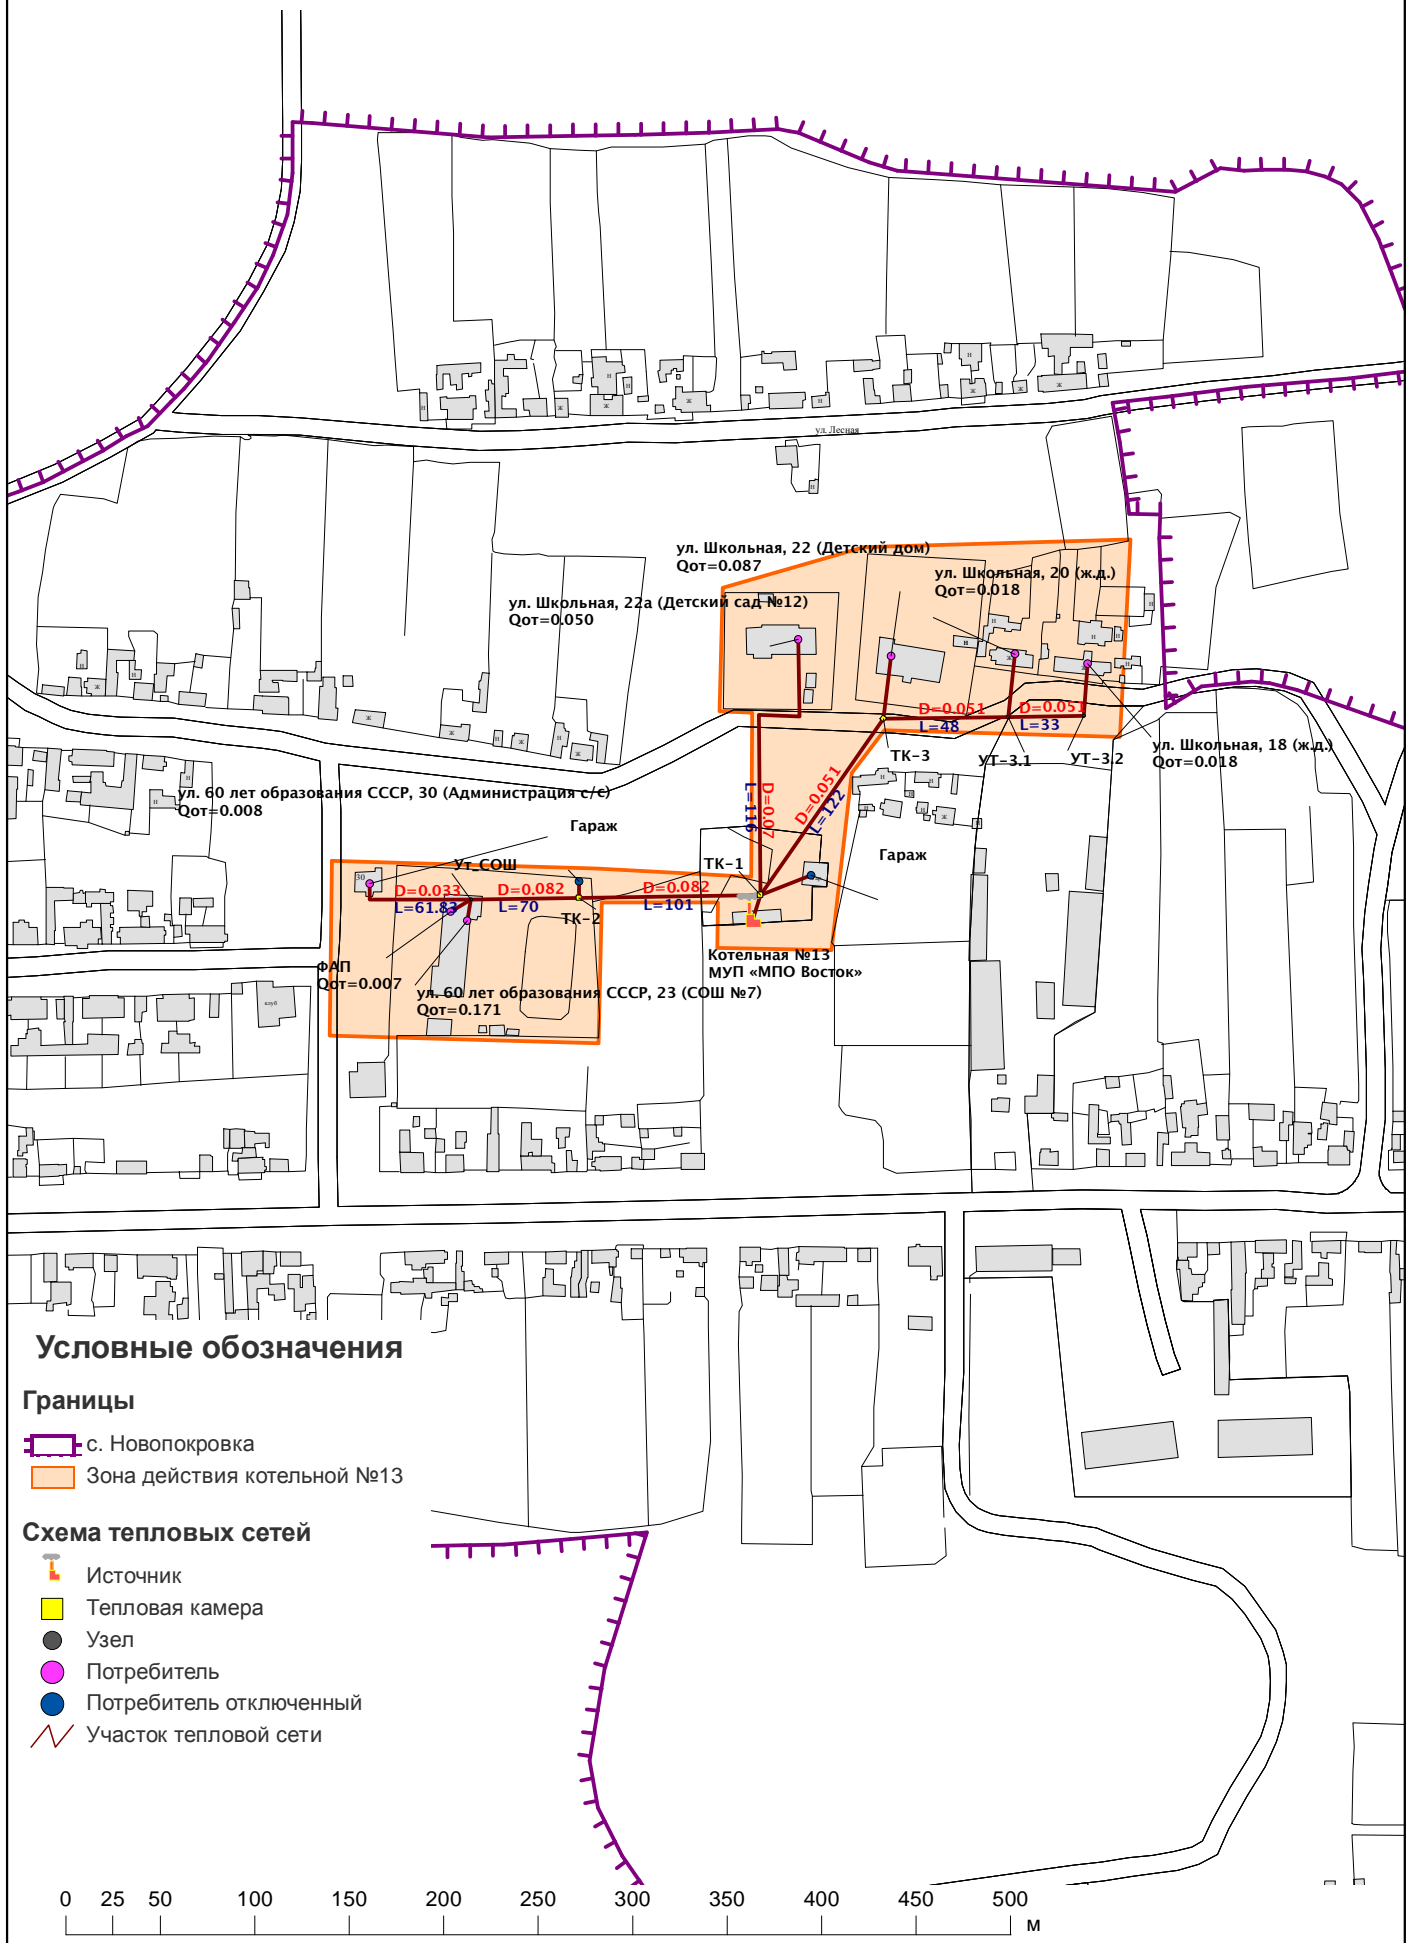 ул. Лесная
ул. Школьная, 22 (Детский дом)
Qот=0.087
ул. Школьная, 20 (ж.д.)
Qот=0.018
ул. Школьная, 22а (Детский сад №12)
Qот=0.050
D=0.051
L=48
D=0.051
L=33
ТК-3
УТ-3.1
УТ-3.2
ул. Школьная, 18 (ж.д.)
Qот=0.018
ул. 60 лет образования СССР, 30 (Администрация с/с)
Qот=0.008
D=0.07
L=116
D=0.051
L=122
Гараж
Гараж
Ут_СОШ
ТК-1
30
D=0.033
L=61.83
D=0.082
L=70
D=0.082
L=101
ТК-2
Котельная №13
МУП «МПО Восток»
ФАП
Qот=0.007
ул. 60 лет образования СССР, 23 (СОШ №7)
Qот=0.171
клуб
Условные обозначения
Границы
с. Новопокровка
Зона действия котельной №13
Схема тепловых сетей
Источник
Тепловая камера
Узел
Потребитель
Потребитель отключенный
Участок тепловой сети
0 25 50 100 150 200 250 300 350 400 450 500
м